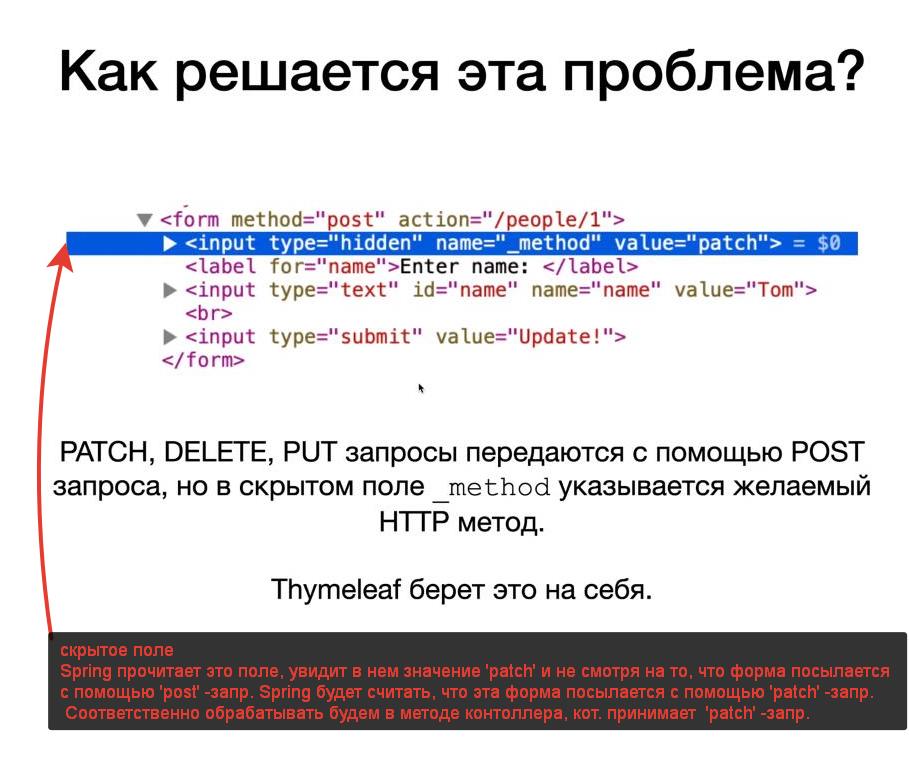 Как решается эта проблема?
▼ <form method="post" action="/people/1">
▶ <input type="hidden" name="_method" value="patch"> = $0
<label for="name">Enter name: </label>
▶ <input type="text" id="name" name="name" value="Tom">
<br>
▶ <input type="submit" value="Update!">
</form>
PATCH, DELETE, PUT запросы передаются с помощью POST
запроса, но в скрытом поле _method указывается желаемый
HTTP метод.
Thymeleaf берет это на себя.
скрытое поле
Spring прочитает это поле, увидит в нем значение 'patch' и не смотря на то, что форма посылается
с помощью 'post' -запр. Spring будет считать, что эта форма посылается с помощью 'patch' -запр.
Соответственно обрабатывать будем в методе контоллера, кот. принимает 'patch' -запр.